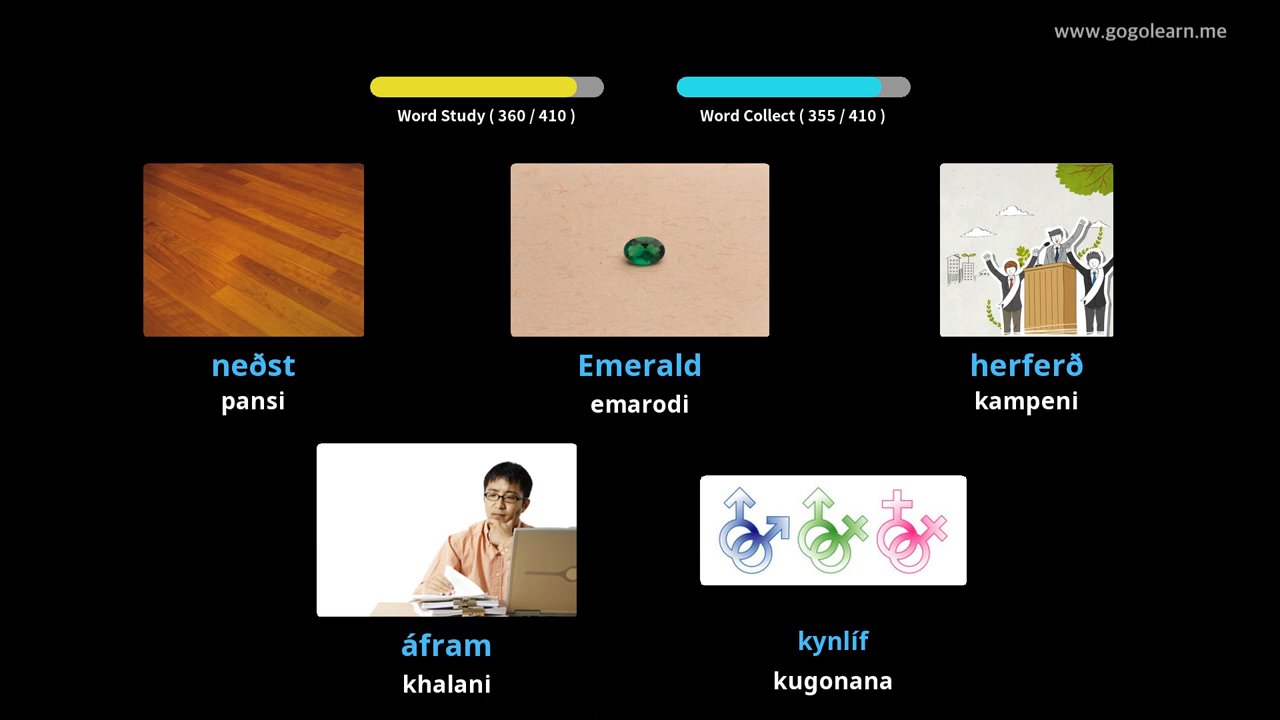 www.gogolearn.me
Word Study ( 360 / 410 )
Word Collect ( 355 / 410 )
neðst
pansi
Emerald
emarodi
herferð
kampeni
áfram
khalani
kynlíf
kugonana